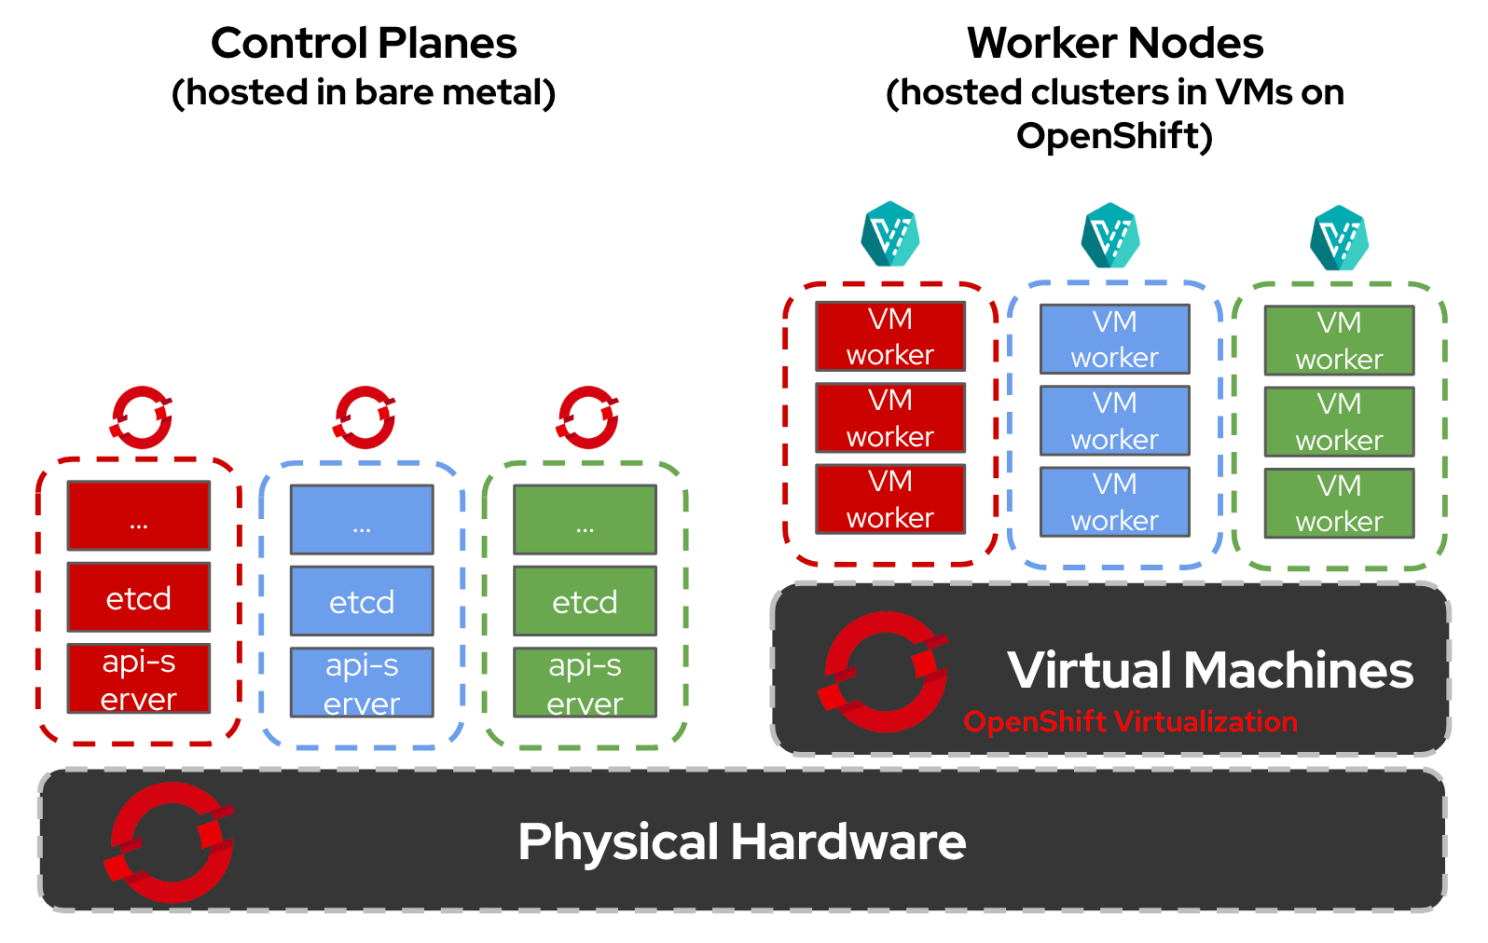 Control Planes
(hosted in bare metal)
Worker Nodes
(hosted clusters in VMs on
OpenShift)
...
etcd
api-s
erver
...
etcd
api-s
erver
...
etcd
api-s
erver
VM
worker
VM
worker
VM
worker
VM
worker
VM
worker
VM
worker
VM
worker
VM
worker
VM
worker
Virtual Machines
OpenShift Virtualization
Physical Hardware